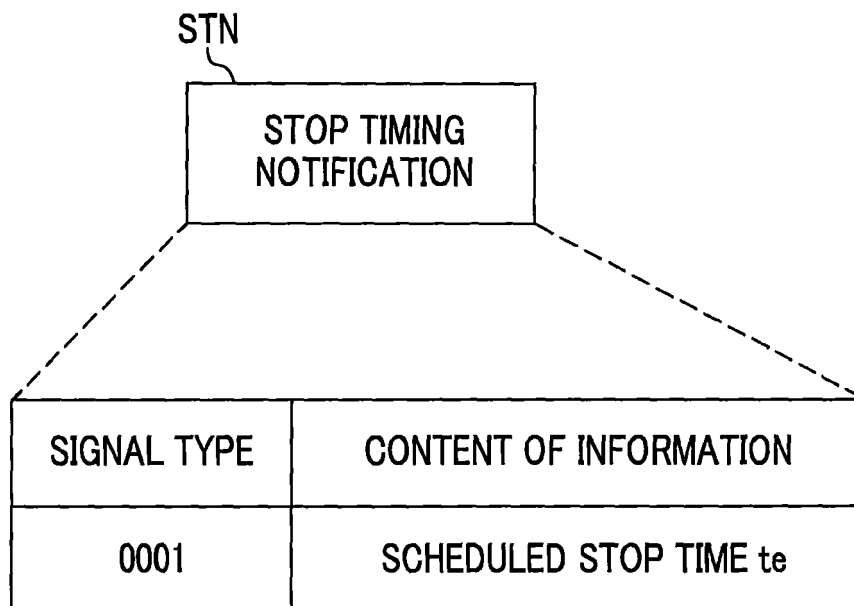 STN
STOP TIMING
NOTIFICATION
SIGNAL TYPE
CONTENT OF INFORMATION
0001
SCHEDULED STOP TIME te